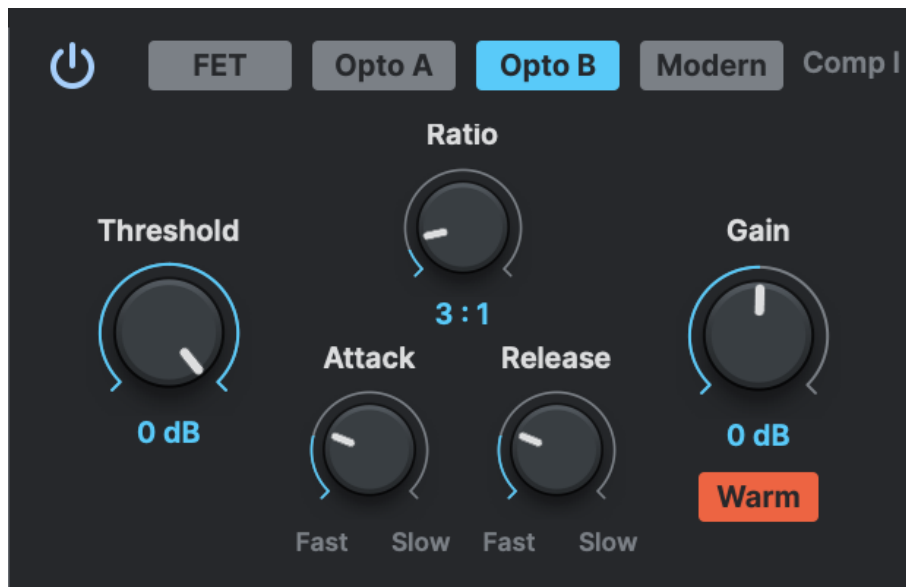 FET Opto A Opto B Modern Comp I
Ratio
Threshold
Gain
3 : 1
Attack Release
0 dB
0 dB
Warm
Fast Slow Fast Slow